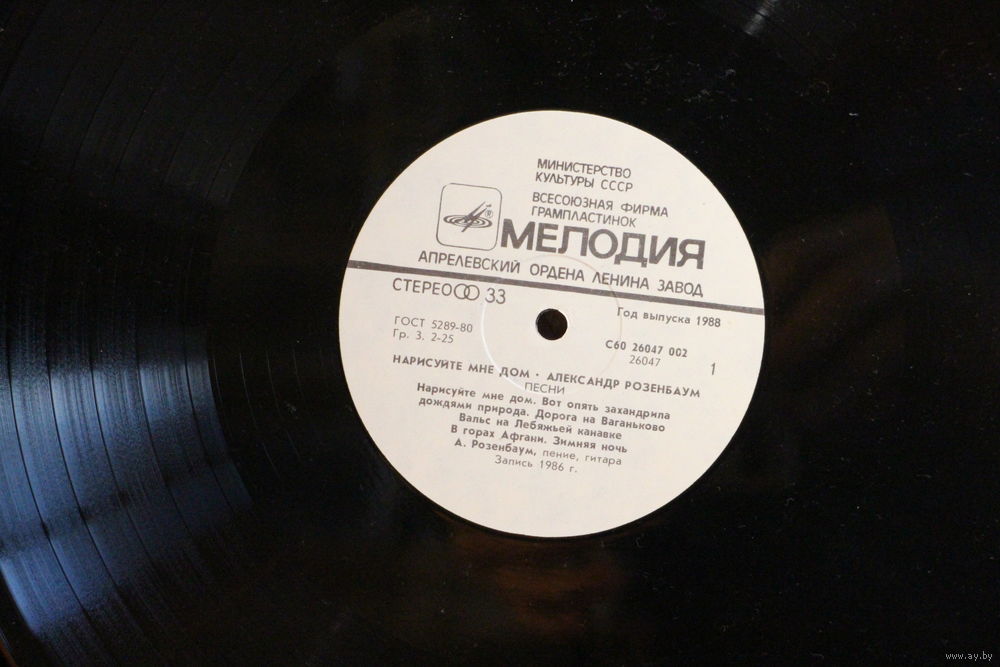 МИНИСТЕРСТВО
КУЛЬТУРЫ СССР
ВСЕСОЮЗНАЯ ФИРМА
ГРАМПЛАСТИНОК
МЕЛОДИЯ
АПРЕЛЕВСКИЙ ОРДЕНА ЛЕНИНА ЗАВОД
СТЕРЕО 33
Год выпуска 1988
ГОСТ 5289-80
Гр. 3. 2-25
С60 26047 002
26047
1
НАРИСУЙТЕ МНЕ ДОМ · АЛЕКСАНДР РОЗЕНБАУМ
ПЕСНИ
Нарисуйте мне дом. Вот опять захандрила
дождями природа. Дорога на Ваганьково
Вальс на Лебяжьей канавке
В горах Афгани. Зимняя ночь
А. Розенбаум, пение, гитара
Запись 1986 г.
www.ay.by